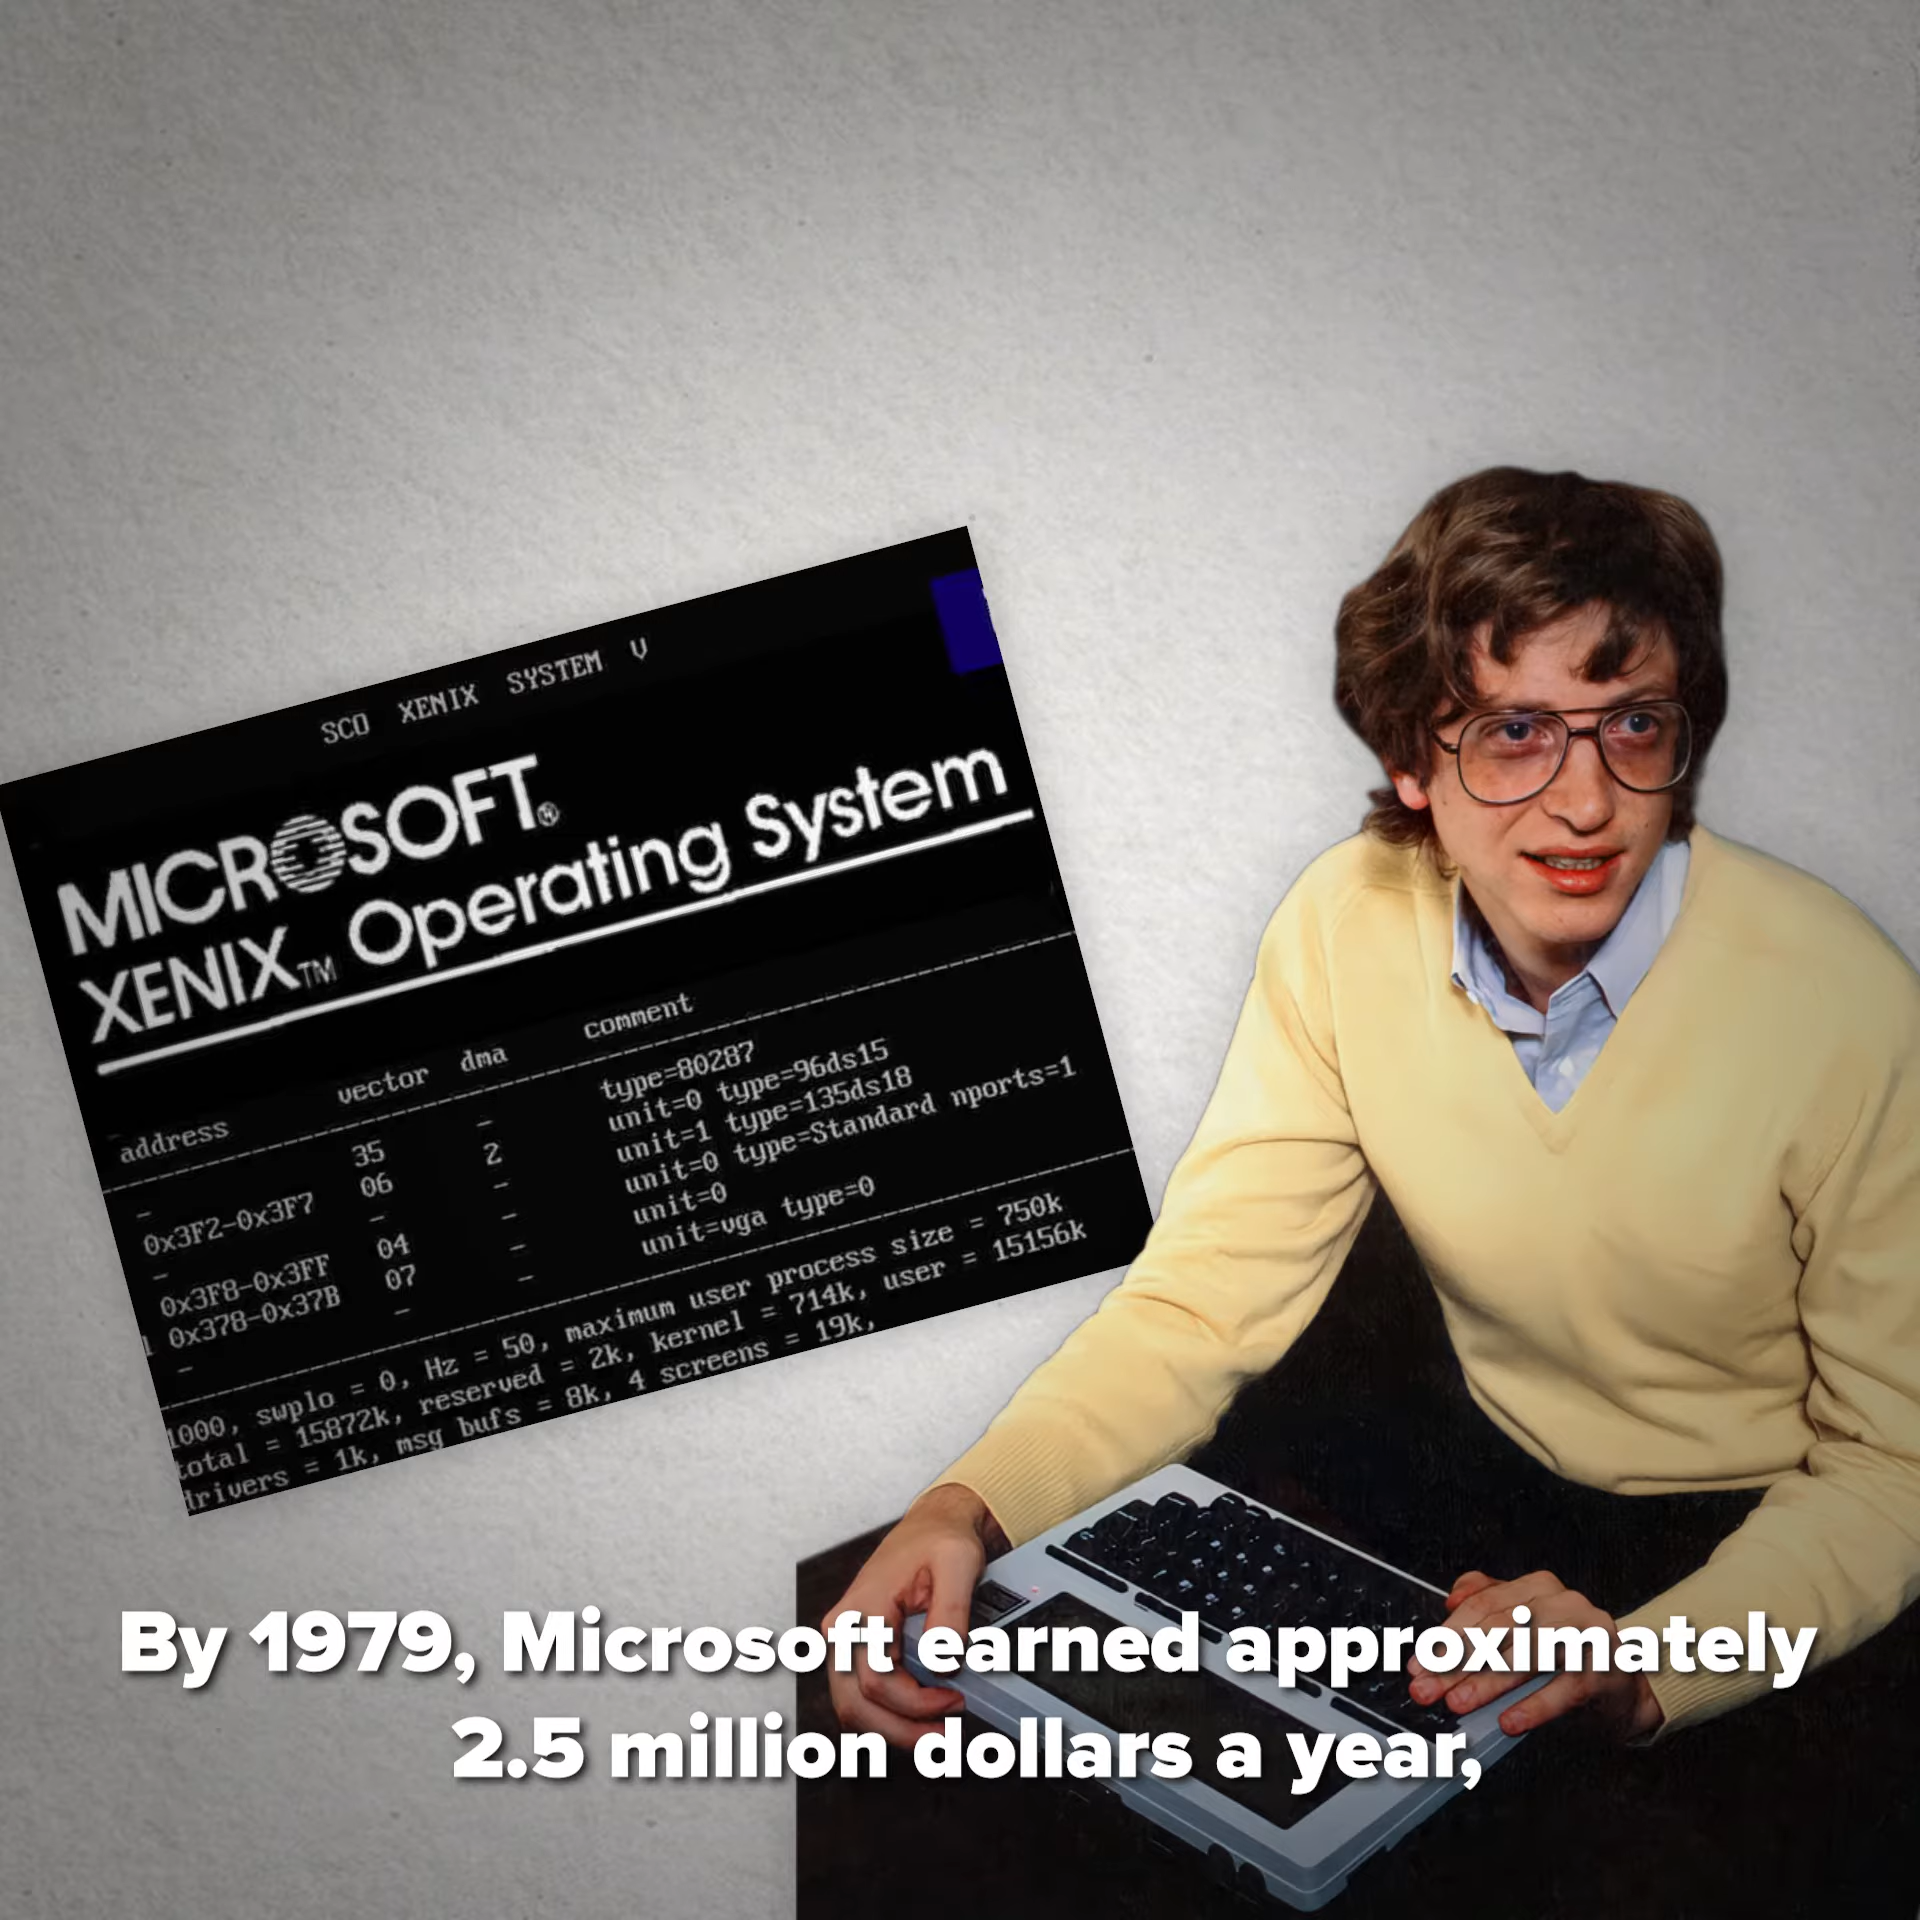 SCO XENIX SYSTEM V
MICROSOFT®
XENIX™ Operating System
address vector dma comment
- 35 - type=80287
0x3F2-0x3F7 06 2 unit=0 type=96ds15
- - - unit=1 type=135ds18
0x3F8-0x3FF 04 - unit=0 type=Standard nports=1
0x378-0x37B 07 - unit=0
- - - unit=vga type=0
1000, swplo = 0, Hz = 50, maximum user process size = 750k
total = 15872k, reserved = 2k, kernel = 714k, user = 15156k
drivers = 1k, msg bufs = 8k, 4 screens = 19k,
By 1979, Microsoft earned approximately
2.5 million dollars a year,